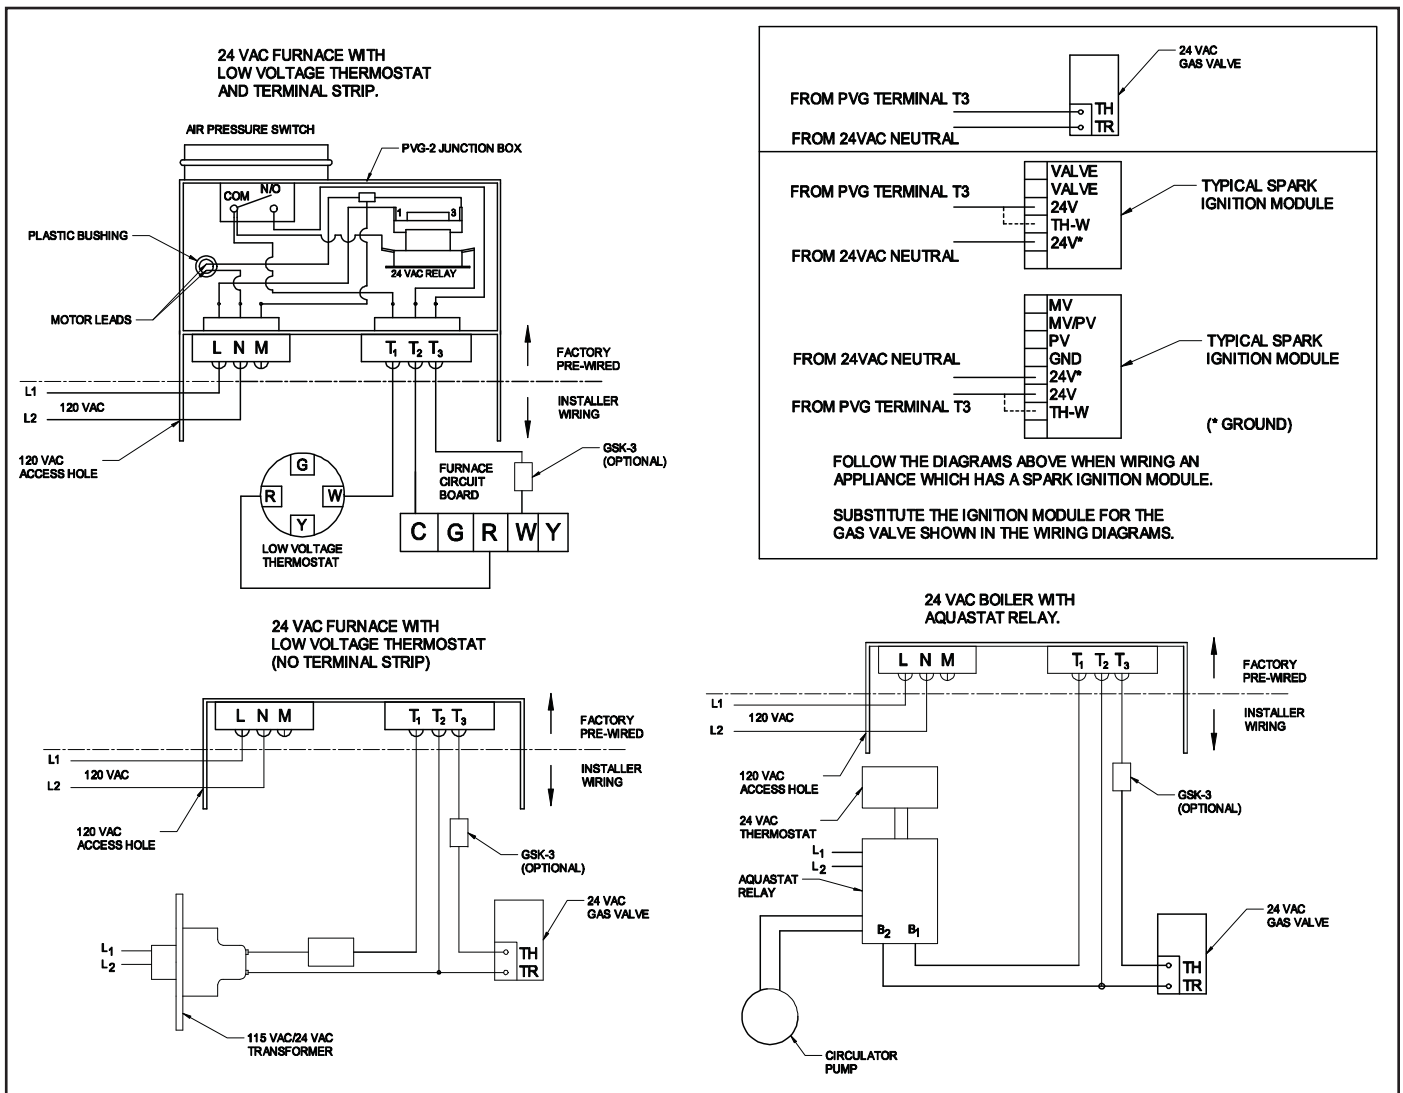 24 VAC FURNACE WITH
LOW VOLTAGE THERMOSTAT
AND TERMINAL STRIP.
AIR PRESSURE SWITCH
PVG-2 JUNCTION BOX
COM
N/O
1
3
PLASTIC BUSHING
24 VAC RELAY
MOTOR LEADS
L N M
T1 T2 T3
FACTORY
PRE-WIRED
L1
120 VAC
L2
INSTALLER
WIRING
120 VAC
ACCESS HOLE
GSK-3
(OPTIONAL)
FURNACE
CIRCUIT
BOARD
G
R
W
Y
LOW VOLTAGE
THERMOSTAT
C G R W Y
24 VAC
GAS VALVE
FROM PVG TERMINAL T3
TH
FROM 24VAC NEUTRAL
TR
VALVE
VALVE
24V
TH-W
24V*
FROM PVG TERMINAL T3
FROM 24VAC NEUTRAL
TYPICAL SPARK
IGNITION MODULE
MV
MV/PV
PV
GND
24V*
24V
TH-W
FROM 24VAC NEUTRAL
FROM PVG TERMINAL T3
TYPICAL SPARK
IGNITION MODULE
(* GROUND)
FOLLOW THE DIAGRAMS ABOVE WHEN WIRING AN
APPLIANCE WHICH HAS A SPARK IGNITION MODULE.
SUBSTITUTE THE IGNITION MODULE FOR THE
GAS VALVE SHOWN IN THE WIRING DIAGRAMS.
24 VAC FURNACE WITH
LOW VOLTAGE THERMOSTAT
(NO TERMINAL STRIP)
L N M
T1 T2 T3
FACTORY
PRE-WIRED
L1
120 VAC
L2
INSTALLER
WIRING
120 VAC
ACCESS HOLE
GSK-3
(OPTIONAL)
24 VAC
GAS VALVE
L1
L2
TH
TR
115 VAC/24 VAC
TRANSFORMER
24 VAC BOILER WITH
AQUASTAT RELAY.
L N M
T1 T2 T3
FACTORY
PRE-WIRED
L1
120 VAC
L2
INSTALLER
WIRING
120 VAC
ACCESS HOLE
GSK-3
(OPTIONAL)
24 VAC
THERMOSTAT
L1
L2
AQUASTAT
RELAY
B2 B1
24 VAC
GAS VALVE
TH
TR
CIRCULATOR
PUMP